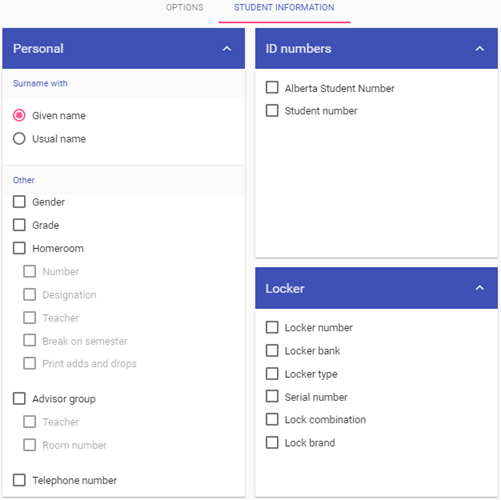 OPTIONS
STUDENT INFORMATION
Personal
Surname with
Given name
Usual name
Other
Gender
Grade
Homeroom
Number
Designation
Teacher
Break on semester
Print adds and drops
Advisor group
Teacher
Room number
Telephone number
ID numbers
Alberta Student Number
Student number
Locker
Locker number
Locker bank
Locker type
Serial number
Lock combination
Lock brand